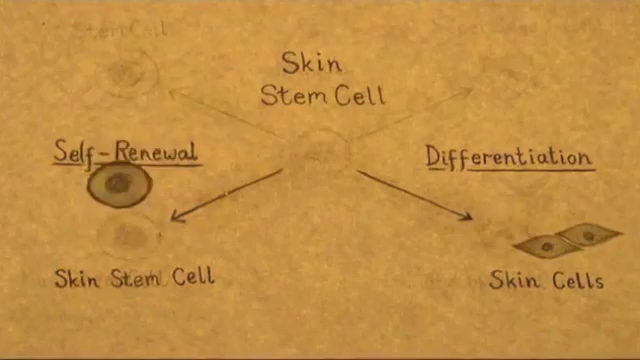 Skin
Stem Cell
Self-Renewal
Differentiation
Skin Stem Cell
Skin Cells